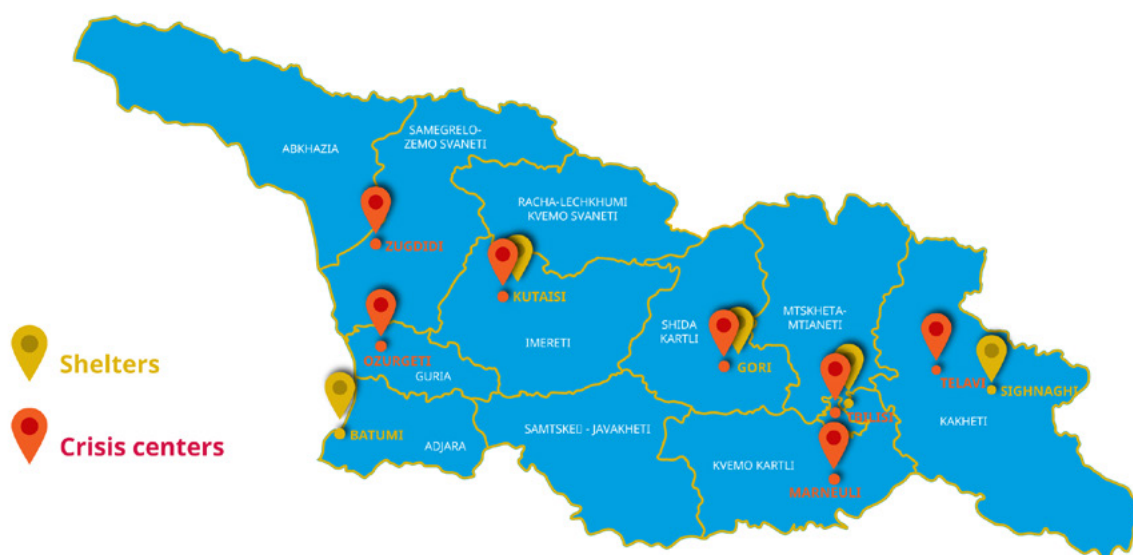 ABKHAZIA
SAMEGRELO-
ZEMO SVANETI
RACHA-LECHKHUMI
KVEMO SVANETI
ZUGDIDI
KUTAISI
MTSKHETA-
MTIANETI
SHIDA
KARTLI
IMERETI
OZURGETI
GURIA
GORI
TELAVI
SIGHNAGHI
TBILISI
KAKHETI
BATUMI
ADJARA
SAMTSKE▯ - JAVAKHETI
KVEMO KARTLI
MARNEULI
Shelters
Crisis centers